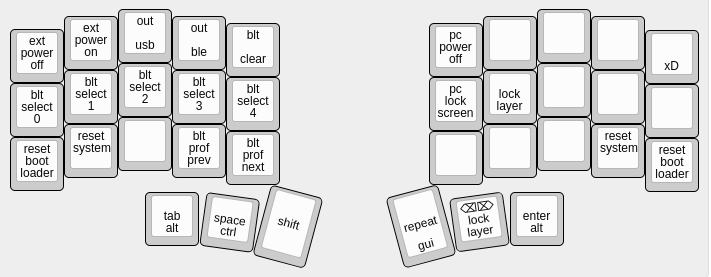 ext
power
off
ext
power
on
out
usb
out
ble
blt
clear
pc
power
off
xD
blt
select
0
blt
select
1
blt
select
2
blt
select
3
blt
select
4
pc
lock
screen
lock
layer
reset
boot
loader
reset
system
blt
prof
prev
blt
prof
next
reset
system
reset
boot
loader
tab
alt
space
ctrl
shift
repeat
gui
⌫⌦
lock
layer
enter
alt